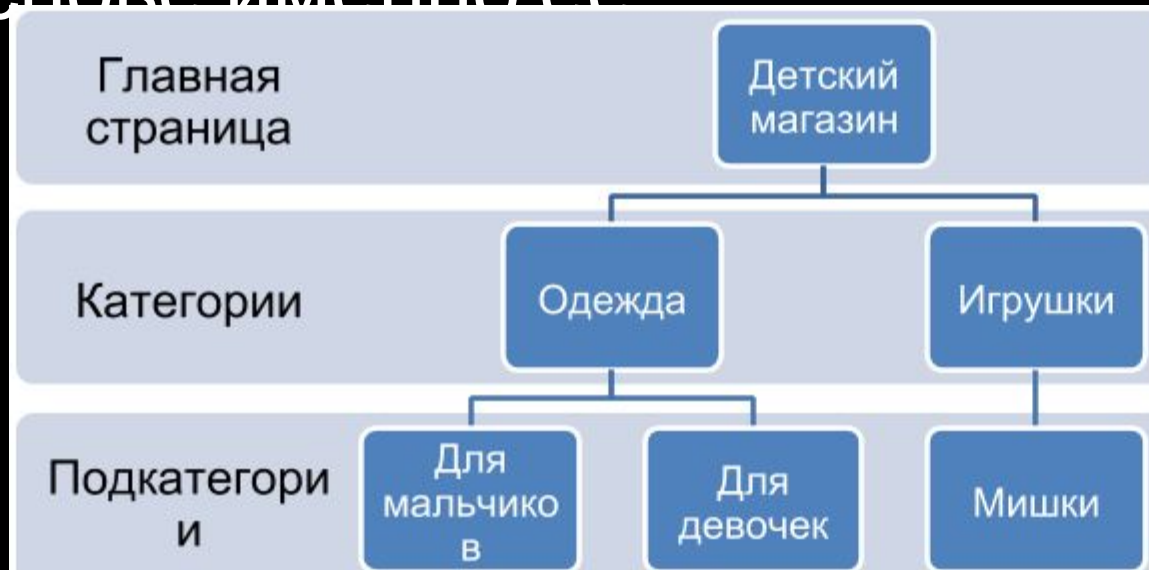 Главная
страница
Детский
магазин
Категории
Одежда
Игрушки
Подкатегори
и
Для
мальчико
в
Для
девочек
Мишки